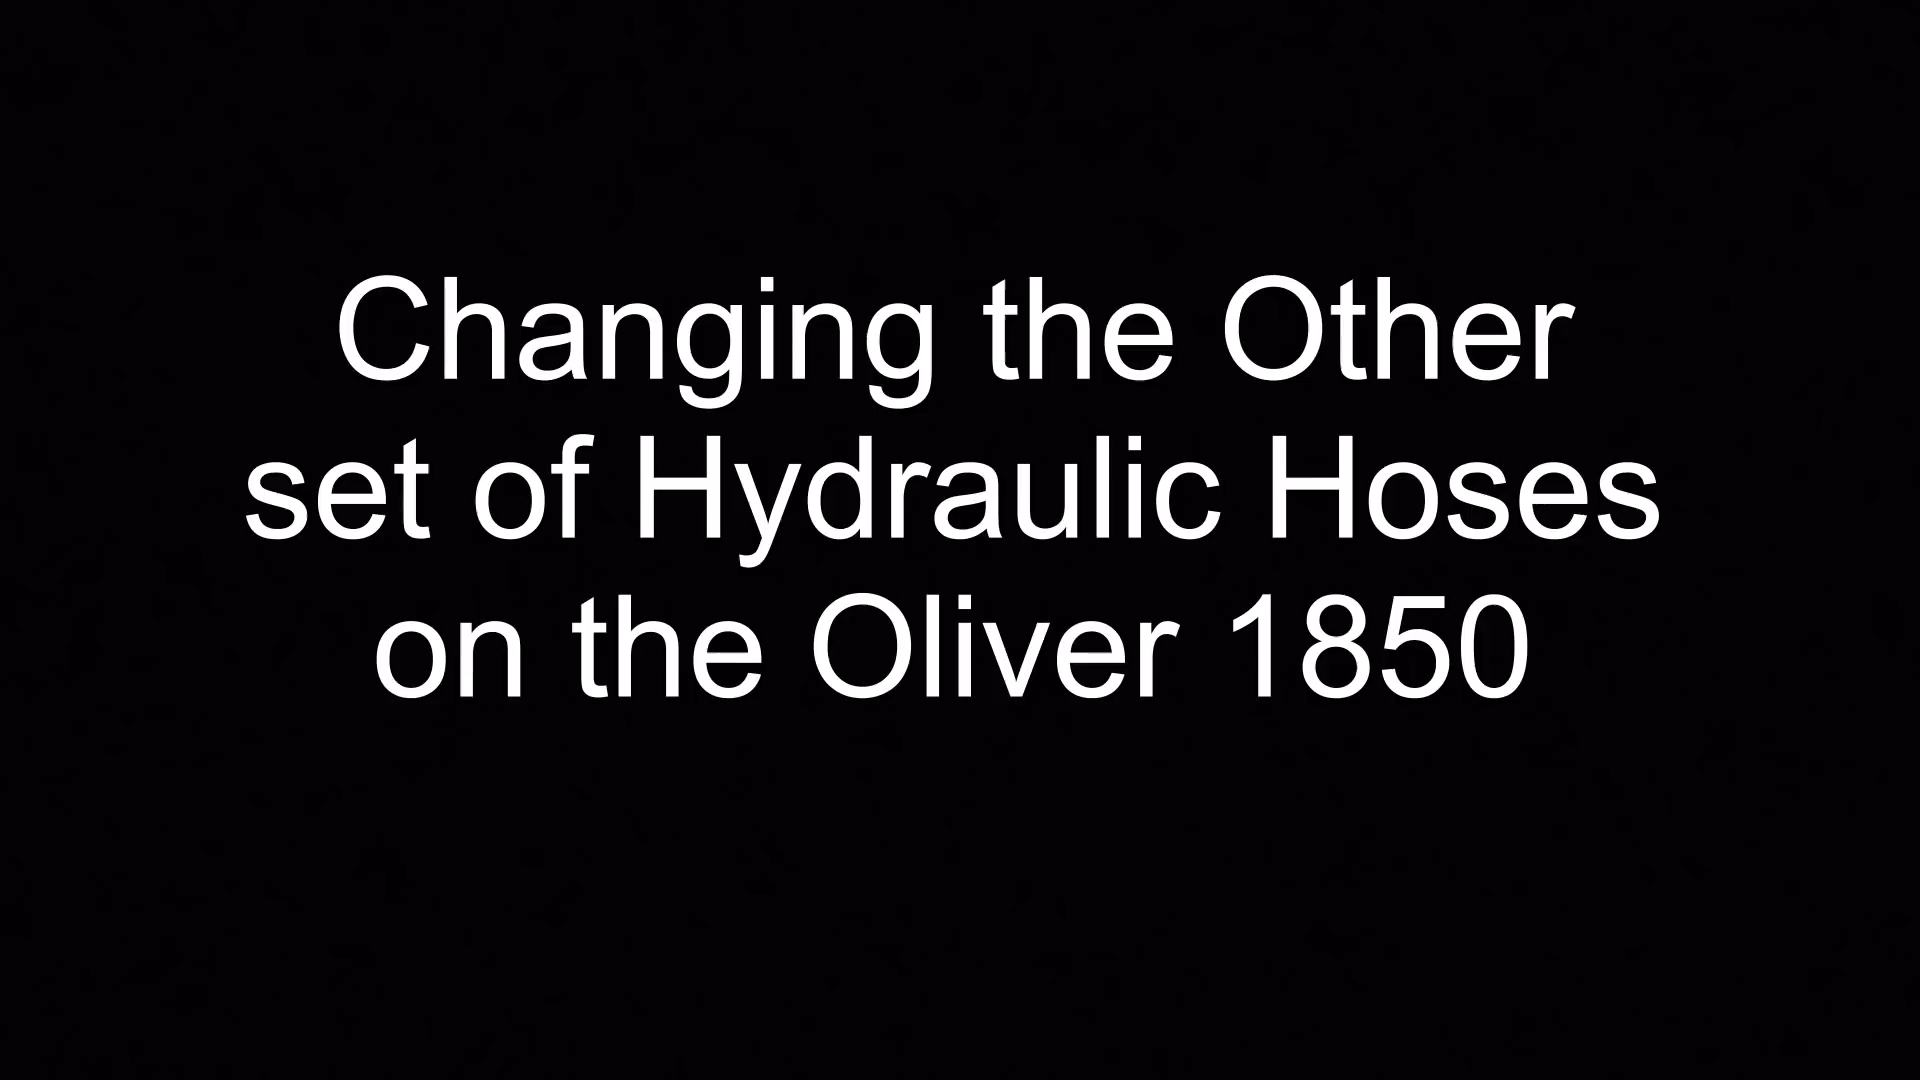 Changing the Other
set of Hydraulic Hoses
on the Oliver 1850